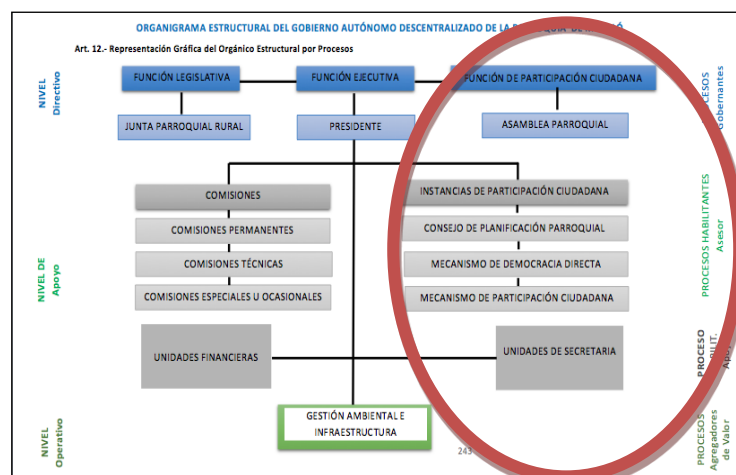 ORGANIGRAMA ESTRUCTURAL DEL GOBIERNO AUTÓNOMO DESCENTRALIZADO DE LA
Art. 12.- Representación Gráfica del Orgánico Estructural por Procesos
NIVEL
Directivo
FUNCIÓN LEGISLATIVA
FUNCIÓN EJECUTIVA
FUNCIÓN DE PARTICIPACIÓN CIUDADANA
JUNTA PARROQUIAL RURAL
PRESIDENTE
ASAMBLEA PARROQUIAL
Gobernantes
NIVEL DE
Apoyo
COMISIONES
COMISIONES PERMANENTES
COMISIONES TÉCNICAS
COMISIONES ESPECIALES U OCASIONALES
INSTANCIAS DE PARTICIPACIÓN CIUDADANA
CONSEJO DE PLANIFICACIÓN PARROQUIAL
MECANISMO DE DEMOCRACIA DIRECTA
MECANISMO DE PARTICIPACIÓN CIUDADANA
PROCESOS HABILITANTES
Asesor
UNIDADES FINANCIERAS
UNIDADES DE SECRETARIA
PROCESO
NIVEL
Operativo
GESTIÓN AMBIENTAL E
INFRAESTRUCTURA
243
PROCESOS
Agregadores
de Valor